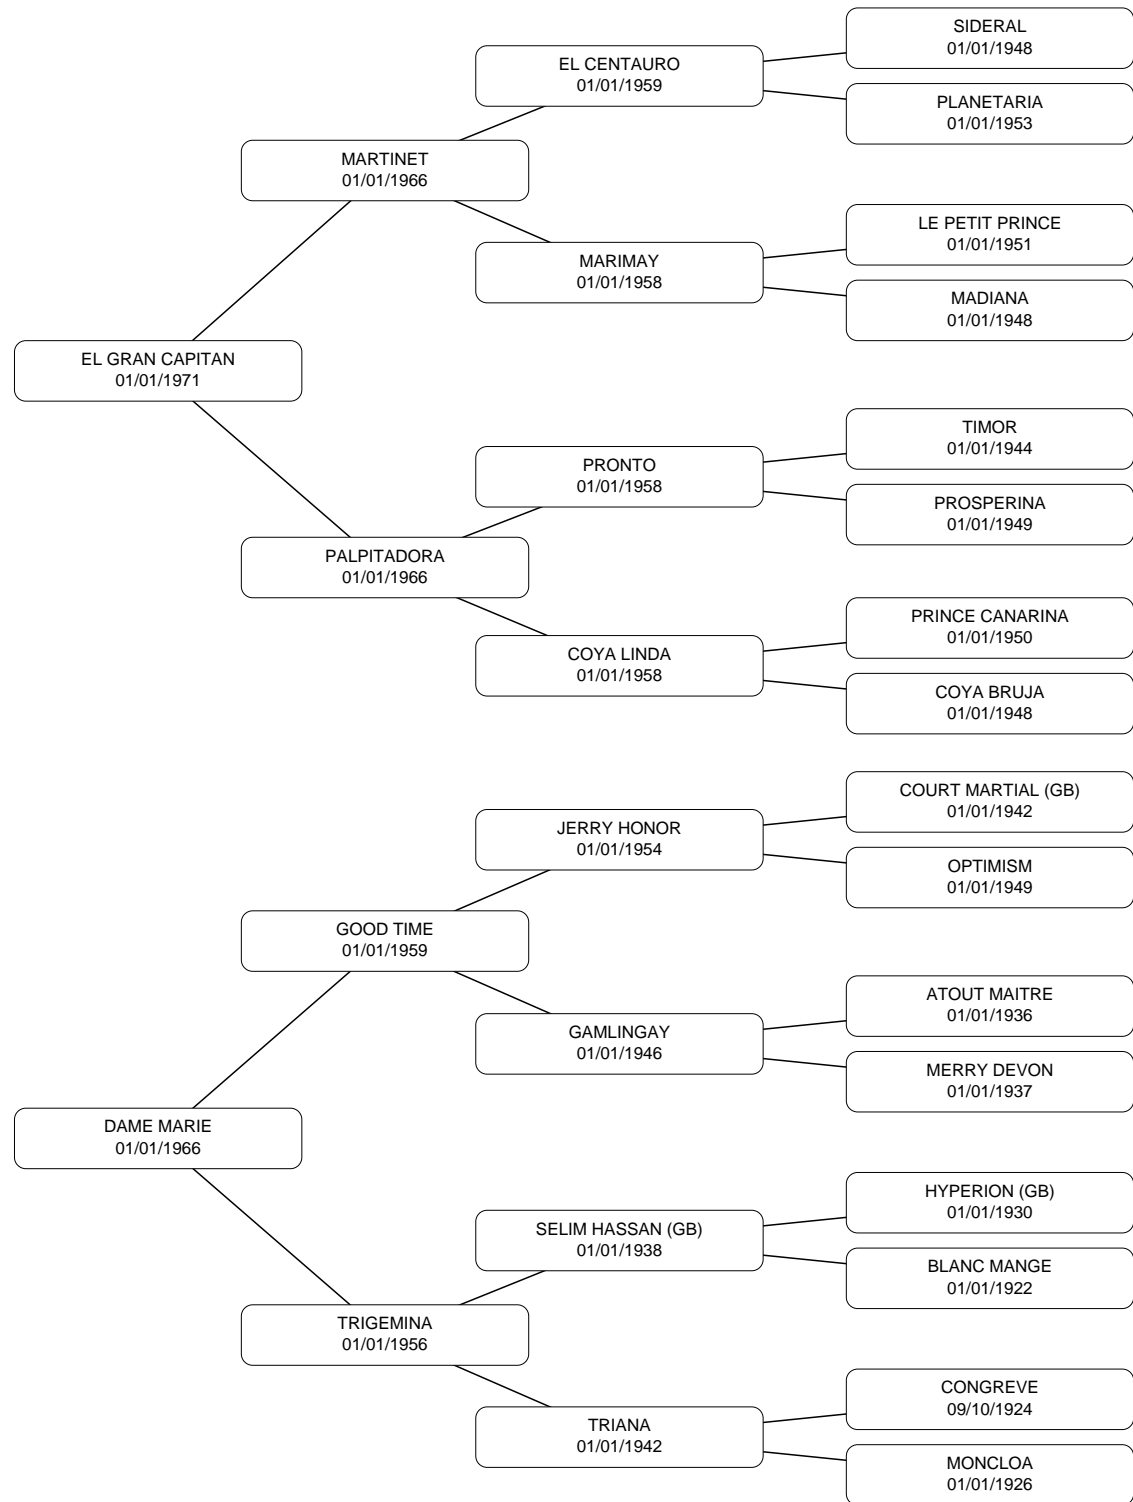 SIDERAL
01/01/1948
EL CENTAURO
01/01/1959
PLANETARIA
01/01/1953
MARTINET
01/01/1966
LE PETIT PRINCE
01/01/1951
MARIMAY
01/01/1958
MADIANA
01/01/1948
EL GRAN CAPITAN
01/01/1971
TIMOR
01/01/1944
PRONTO
01/01/1958
PROSPERINA
01/01/1949
PALPITADORA
01/01/1966
PRINCE CANARINA
01/01/1950
COYA LINDA
01/01/1958
COYA BRUJA
01/01/1948
COURT MARTIAL (GB)
01/01/1942
JERRY HONOR
01/01/1954
OPTIMISM
01/01/1949
GOOD TIME
01/01/1959
ATOUT MAITRE
01/01/1936
GAMLINGAY
01/01/1946
MERRY DEVON
01/01/1937
DAME MARIE
01/01/1966
HYPERION (GB)
01/01/1930
SELIM HASSAN (GB)
01/01/1938
BLANC MANGE
01/01/1922
TRIGEMINA
01/01/1956
CONGREVE
09/10/1924
TRIANA
01/01/1942
MONCLOA
01/01/1926